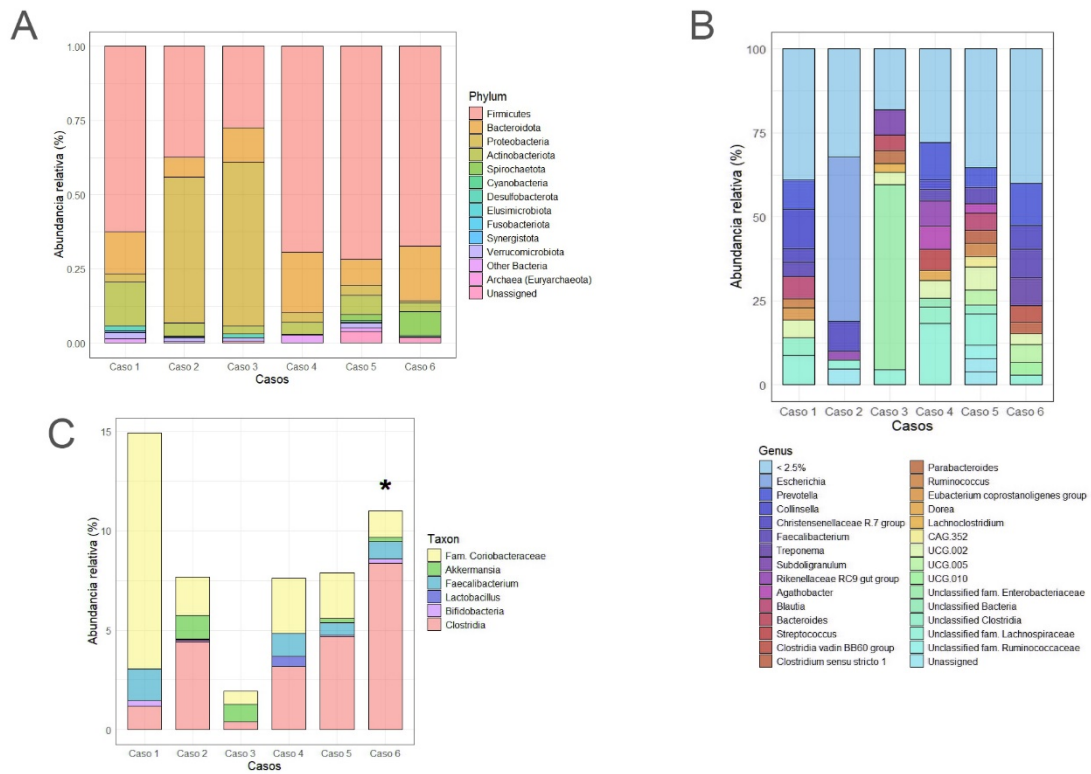 A
1.00
0.75
0.50
0.25
0.00
Abundancia relativa (%)
Caso 1
Caso 2
Caso 3
Caso 4
Caso 5
Caso 6
Casos
Phylum
Firmicutes
Bacteroidota
Proteobacteria
Actinobacteriota
Spirochaetota
Cyanobacteria
Desulfobacterota
Elusimicrobiota
Fusobacteriota
Synergistota
Verrucomicrobiota
Other Bacteria
Archaea (Euryarchaeota)
Unassigned
B
100
75
50
25
0
Abundancia relativa (%)
Caso 1
Caso 2
Caso 3
Caso 4
Caso 5
Caso 6
Casos
Genus
< 2.5%
Escherichia
Prevotella
Collinsella
Christensenellaceae R.7 group
Faecalibacterium
Treponema
Subdoligranulum
Rikenellaceae RC9 gut group
Agathobacter
Blautia
Bacteroides
Streptococcus
Clostridia vadin BB60 group
Clostridium sensu stricto 1
Parabacteroides
Ruminococcus
Eubacterium coprostanoligenes group
Dorea
Lachnoclostridium
CAG.352
UCG.002
UCG.005
UCG.010
Unclassified fam. Enterobacteriaceae
Unclassified Bacteria
Unclassified Clostridia
Unclassified fam. Lachnospiraceae
Unclassified fam. Ruminococcaceae
Unassigned
C
15
10
5
0
Abundancia relativa (%)
*
Caso 1
Caso 2
Caso 3
Caso 4
Caso 5
Caso 6
Casos
Taxon
Fam. Coriobacteraceae
Akkermansia
Faecalibacterium
Lactobacillus
Bifidobacteria
Clostridia